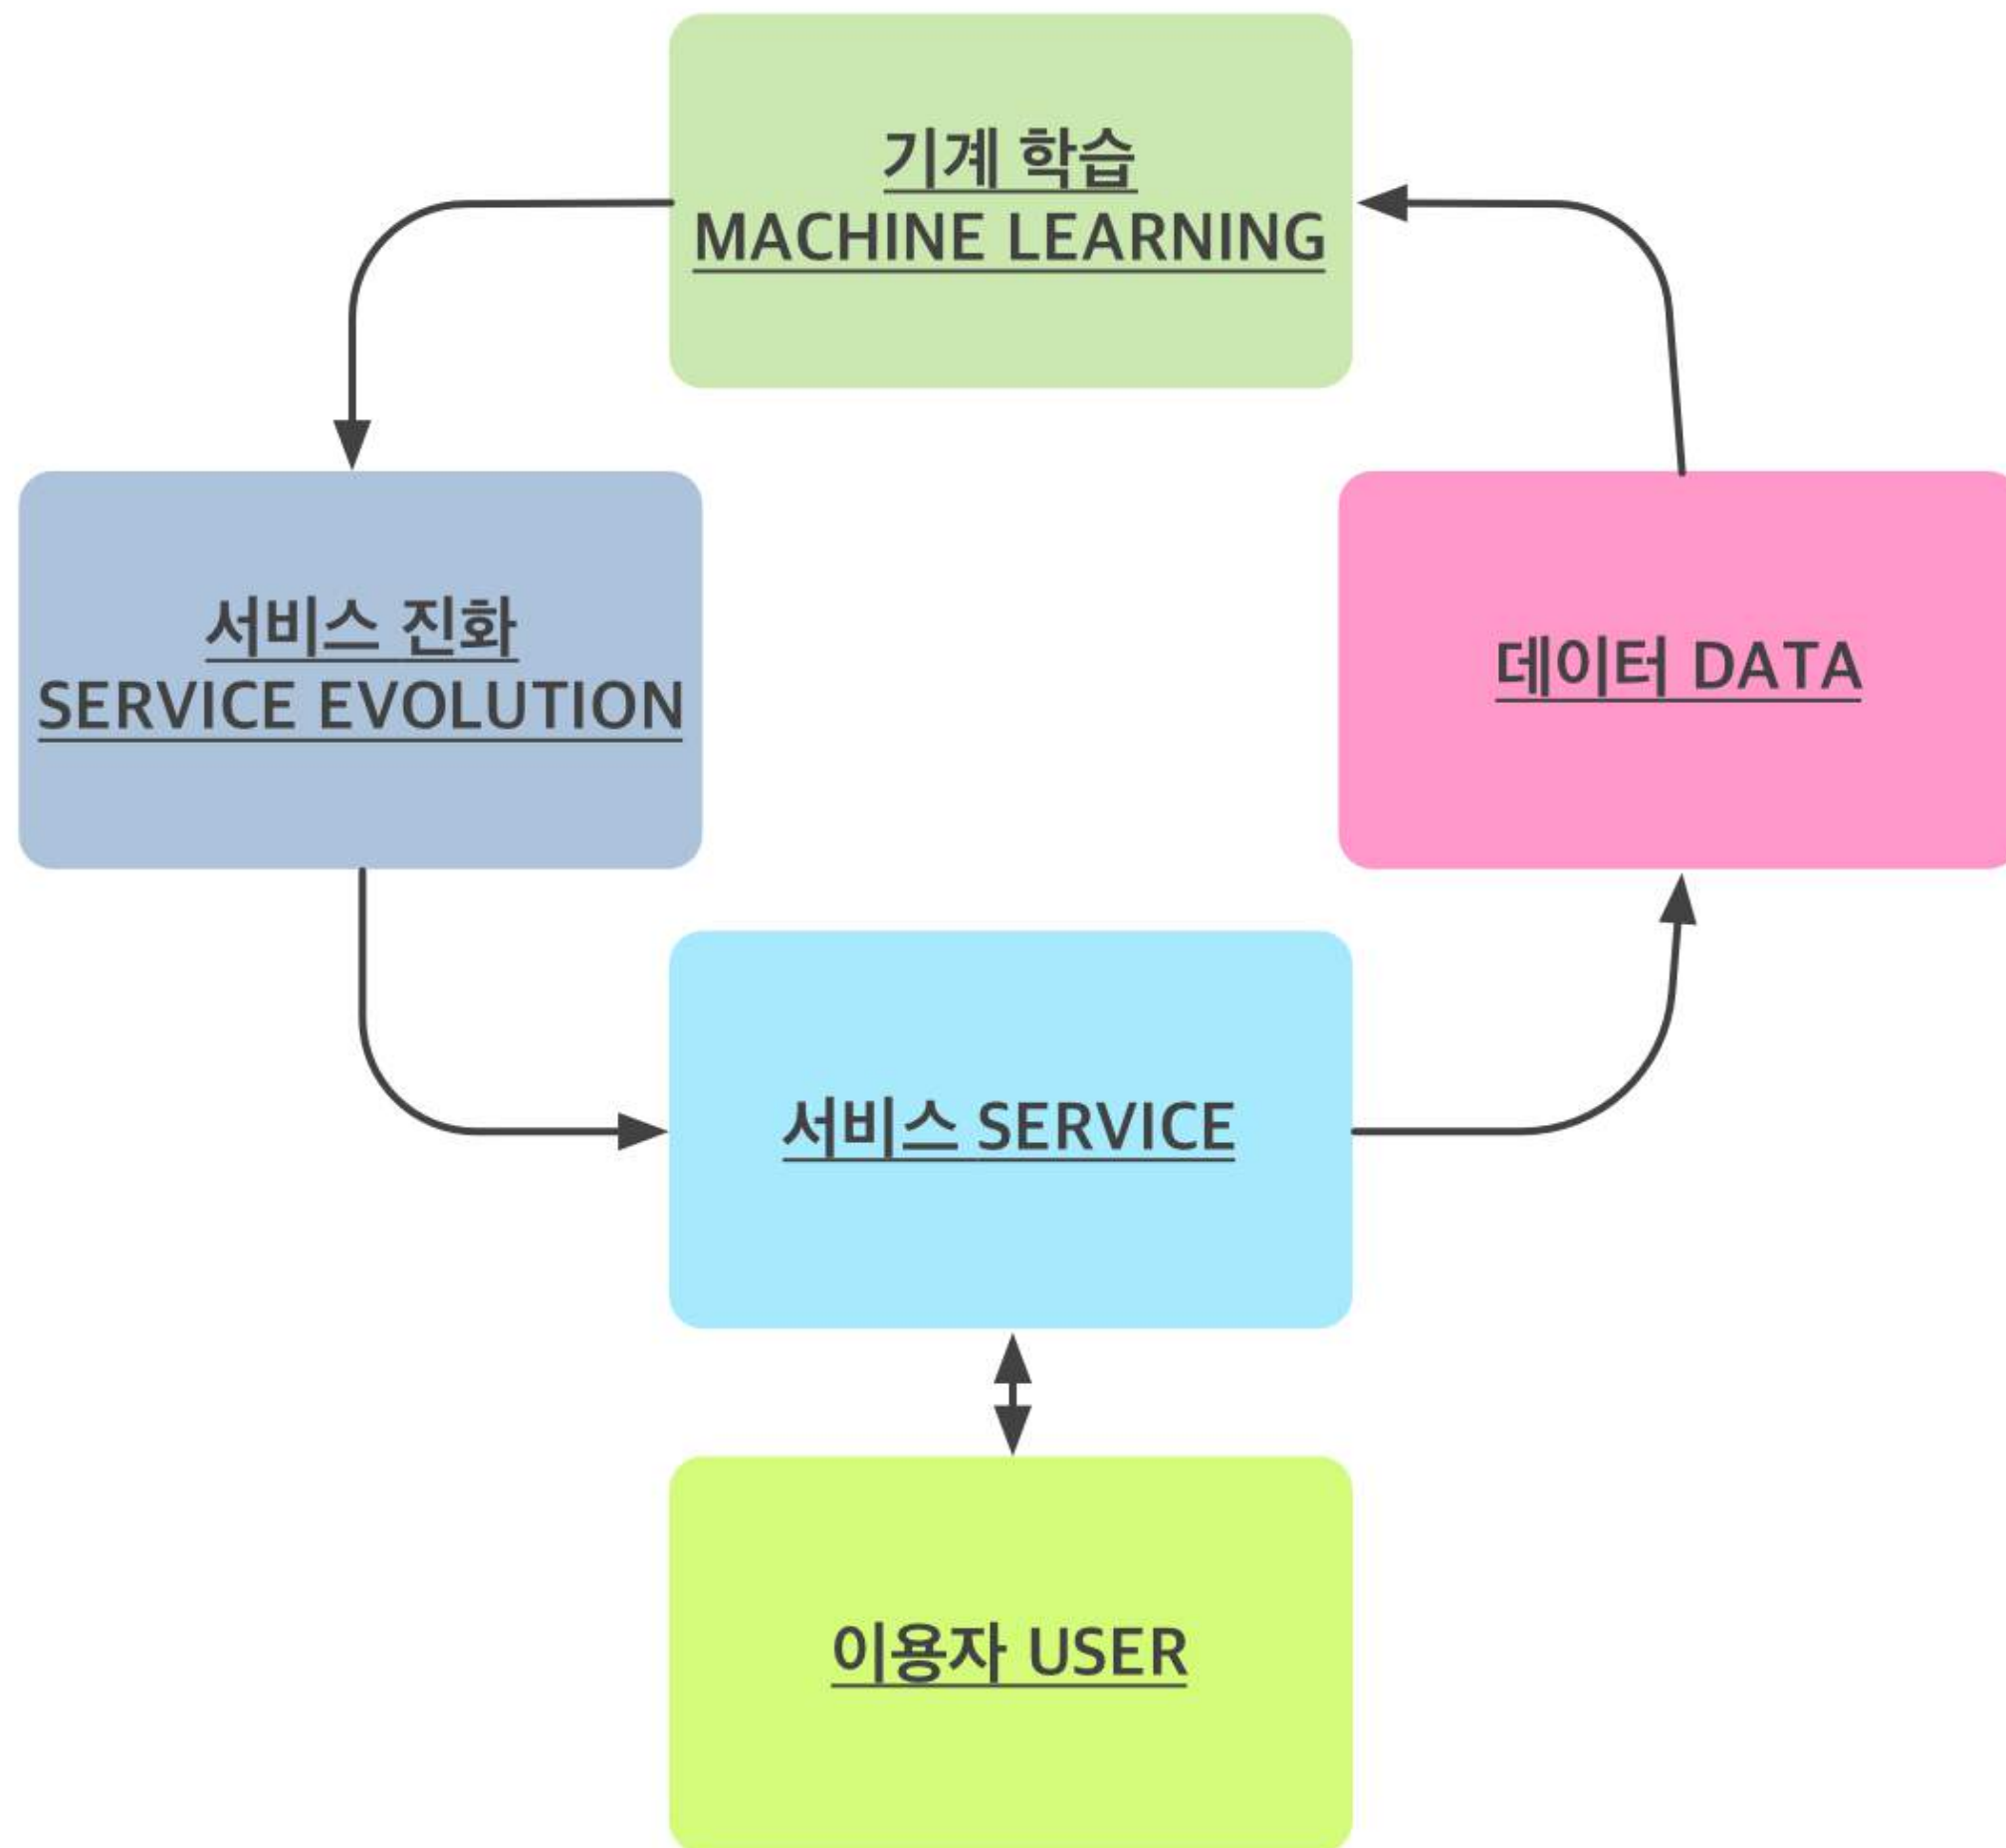 기계 학습
MACHINE LEARNING
서비스 진화
SERVICE EVOLUTION
데이터 DATA
서비스 SERVICE
이용자 USER